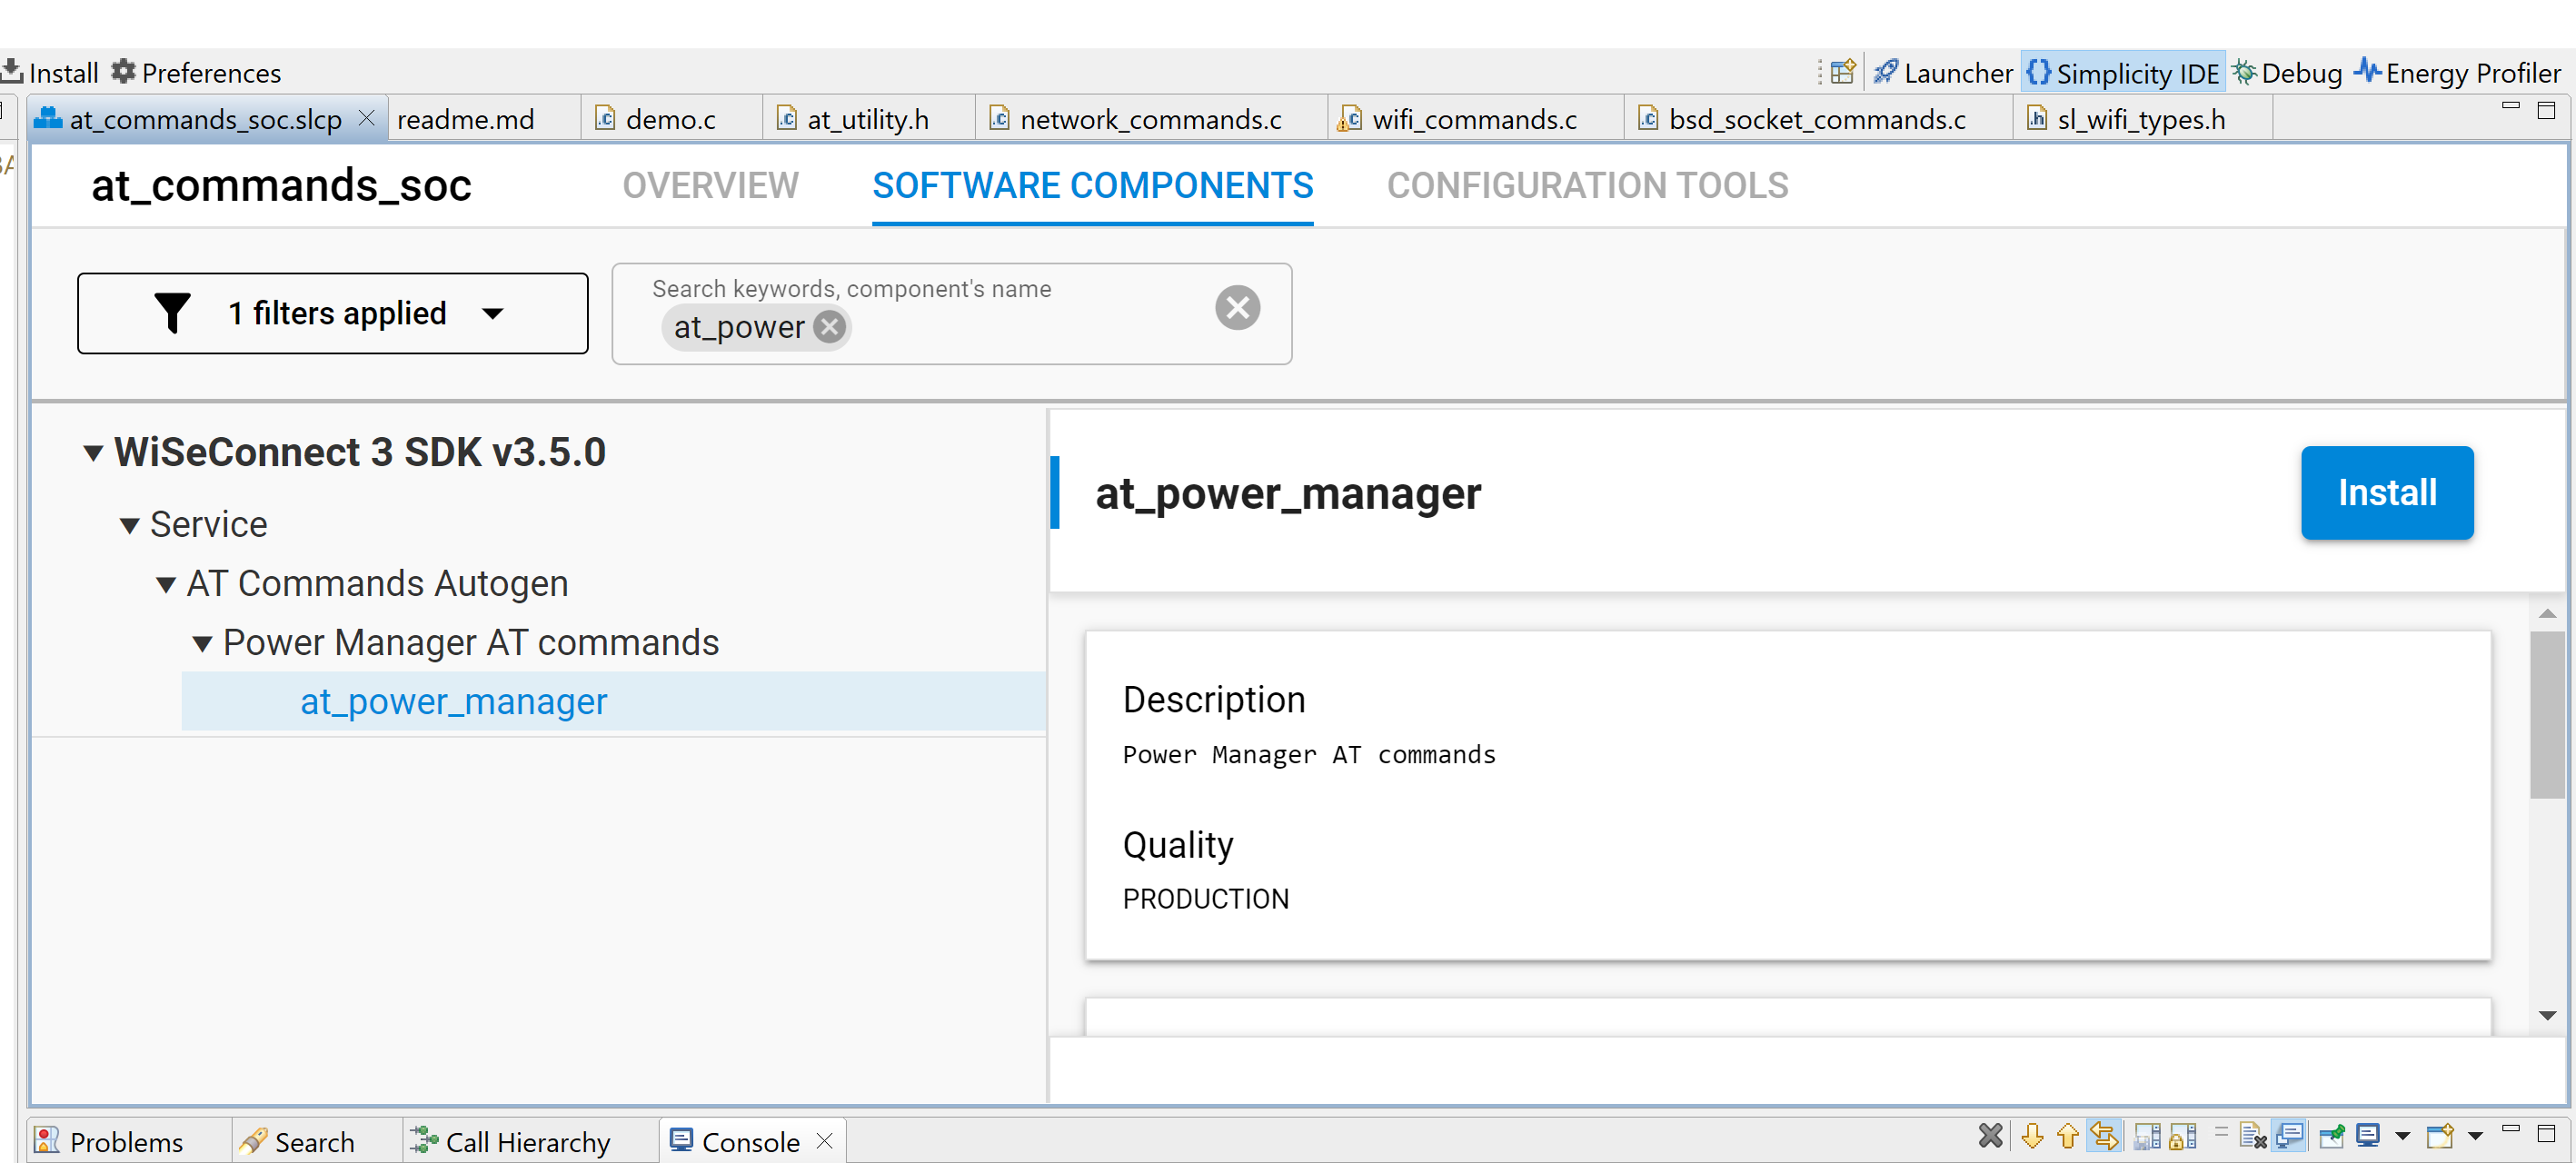 Install Preferences Launcher Simplicity IDE Debug Energy Profiler
at_commands_soc.slcp readme.md demo.c at_utility.h network_commands.c wifi_commands.c bsd_socket_commands.c sl_wifi_types.h
at_commands_soc OVERVIEW SOFTWARE COMPONENTS CONFIGURATION TOOLS
1 filters applied
Search keywords, component's name
at_power
WiSeConnect 3 SDK v3.5.0
Service
AT Commands Autogen
Power Manager AT commands
at_power_manager
at_power_manager
Install
Description
Power Manager AT commands
Quality
PRODUCTION
Problems Search Call Hierarchy Console